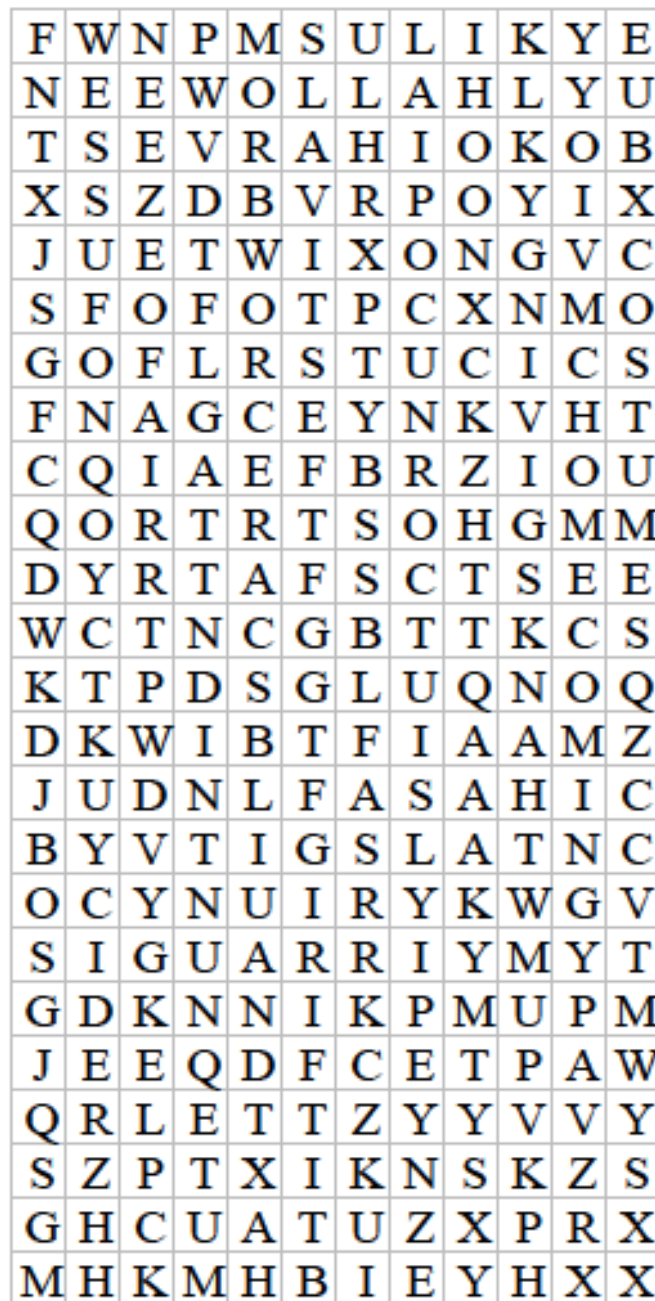 F W N P M S U L I K Y E
N E E W O L L A H L Y U
T S E V R A H I O K O B
X S Z D B V R P O Y I X
J U E T W I X O N G V C
S F O F O T P C X N M O
G O F L R S T U C I C S
F N A G C E Y N K V H T
C Q I A E F B R Z I O U
Q O R T R T S O H G M M
D Y R T A F S C T S E E
W C T N C G B T T K C S
K T P D S G L U Q N O Q
D K W I B T F I A A M Z
J U D N L F A S A H I C
B Y V T I G S L A T N C
O C Y N U I R Y K W G V
S I G U A R R I Y M Y T
G D K N N I K P M U P M
J E E Q D F C E T P A W
Q R L E T T Z Y Y V V Y
S Z P T X I K N S K Z S
G H C U A T U Z X P R X
M H K M H B I E Y H X X